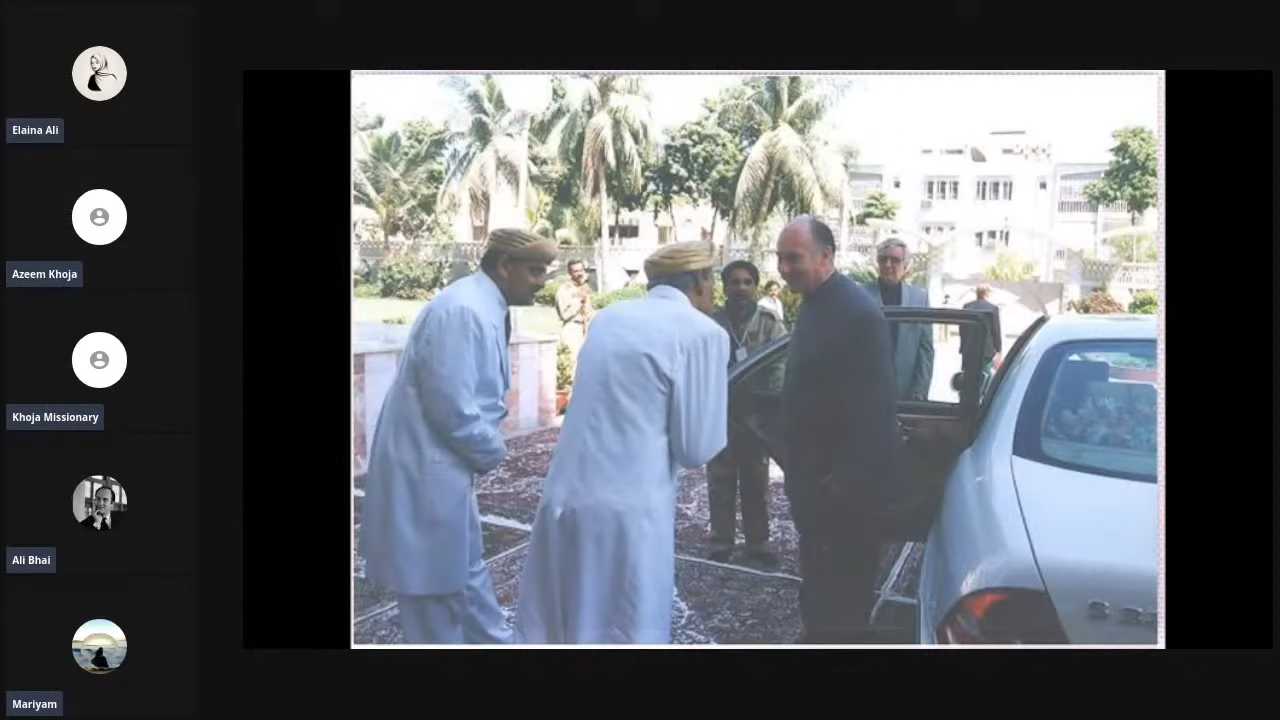 Elaina Ali
Azeem Khoja
Khoja Missionary
Ali Bhai
Mariyam